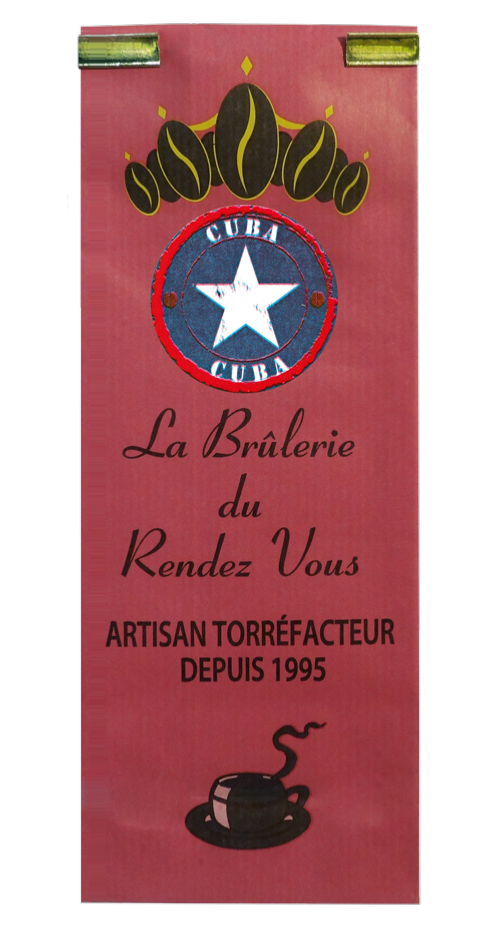 CUBA
CUBA
La Brûlerie
du
Rendez Vous
ARTISAN TORRÉFACTEUR
DEPUIS 1995